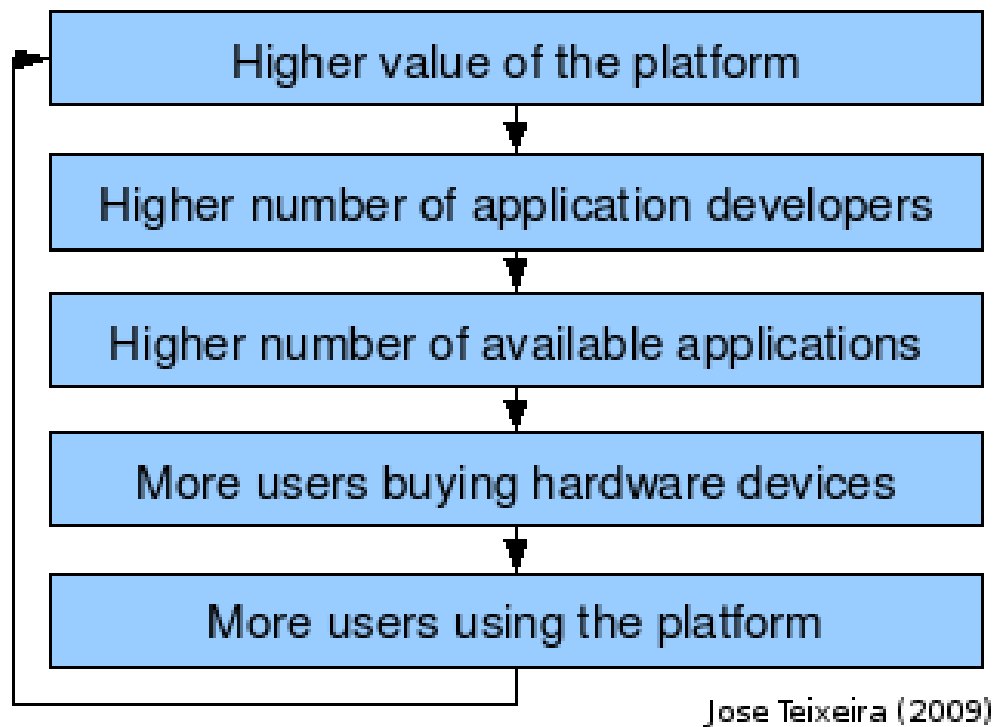 Higher value of the platform
Higher number of application developers
Higher number of available applications
More users buying hardware devices
More users using the platform
Jose Teixeira (2009)